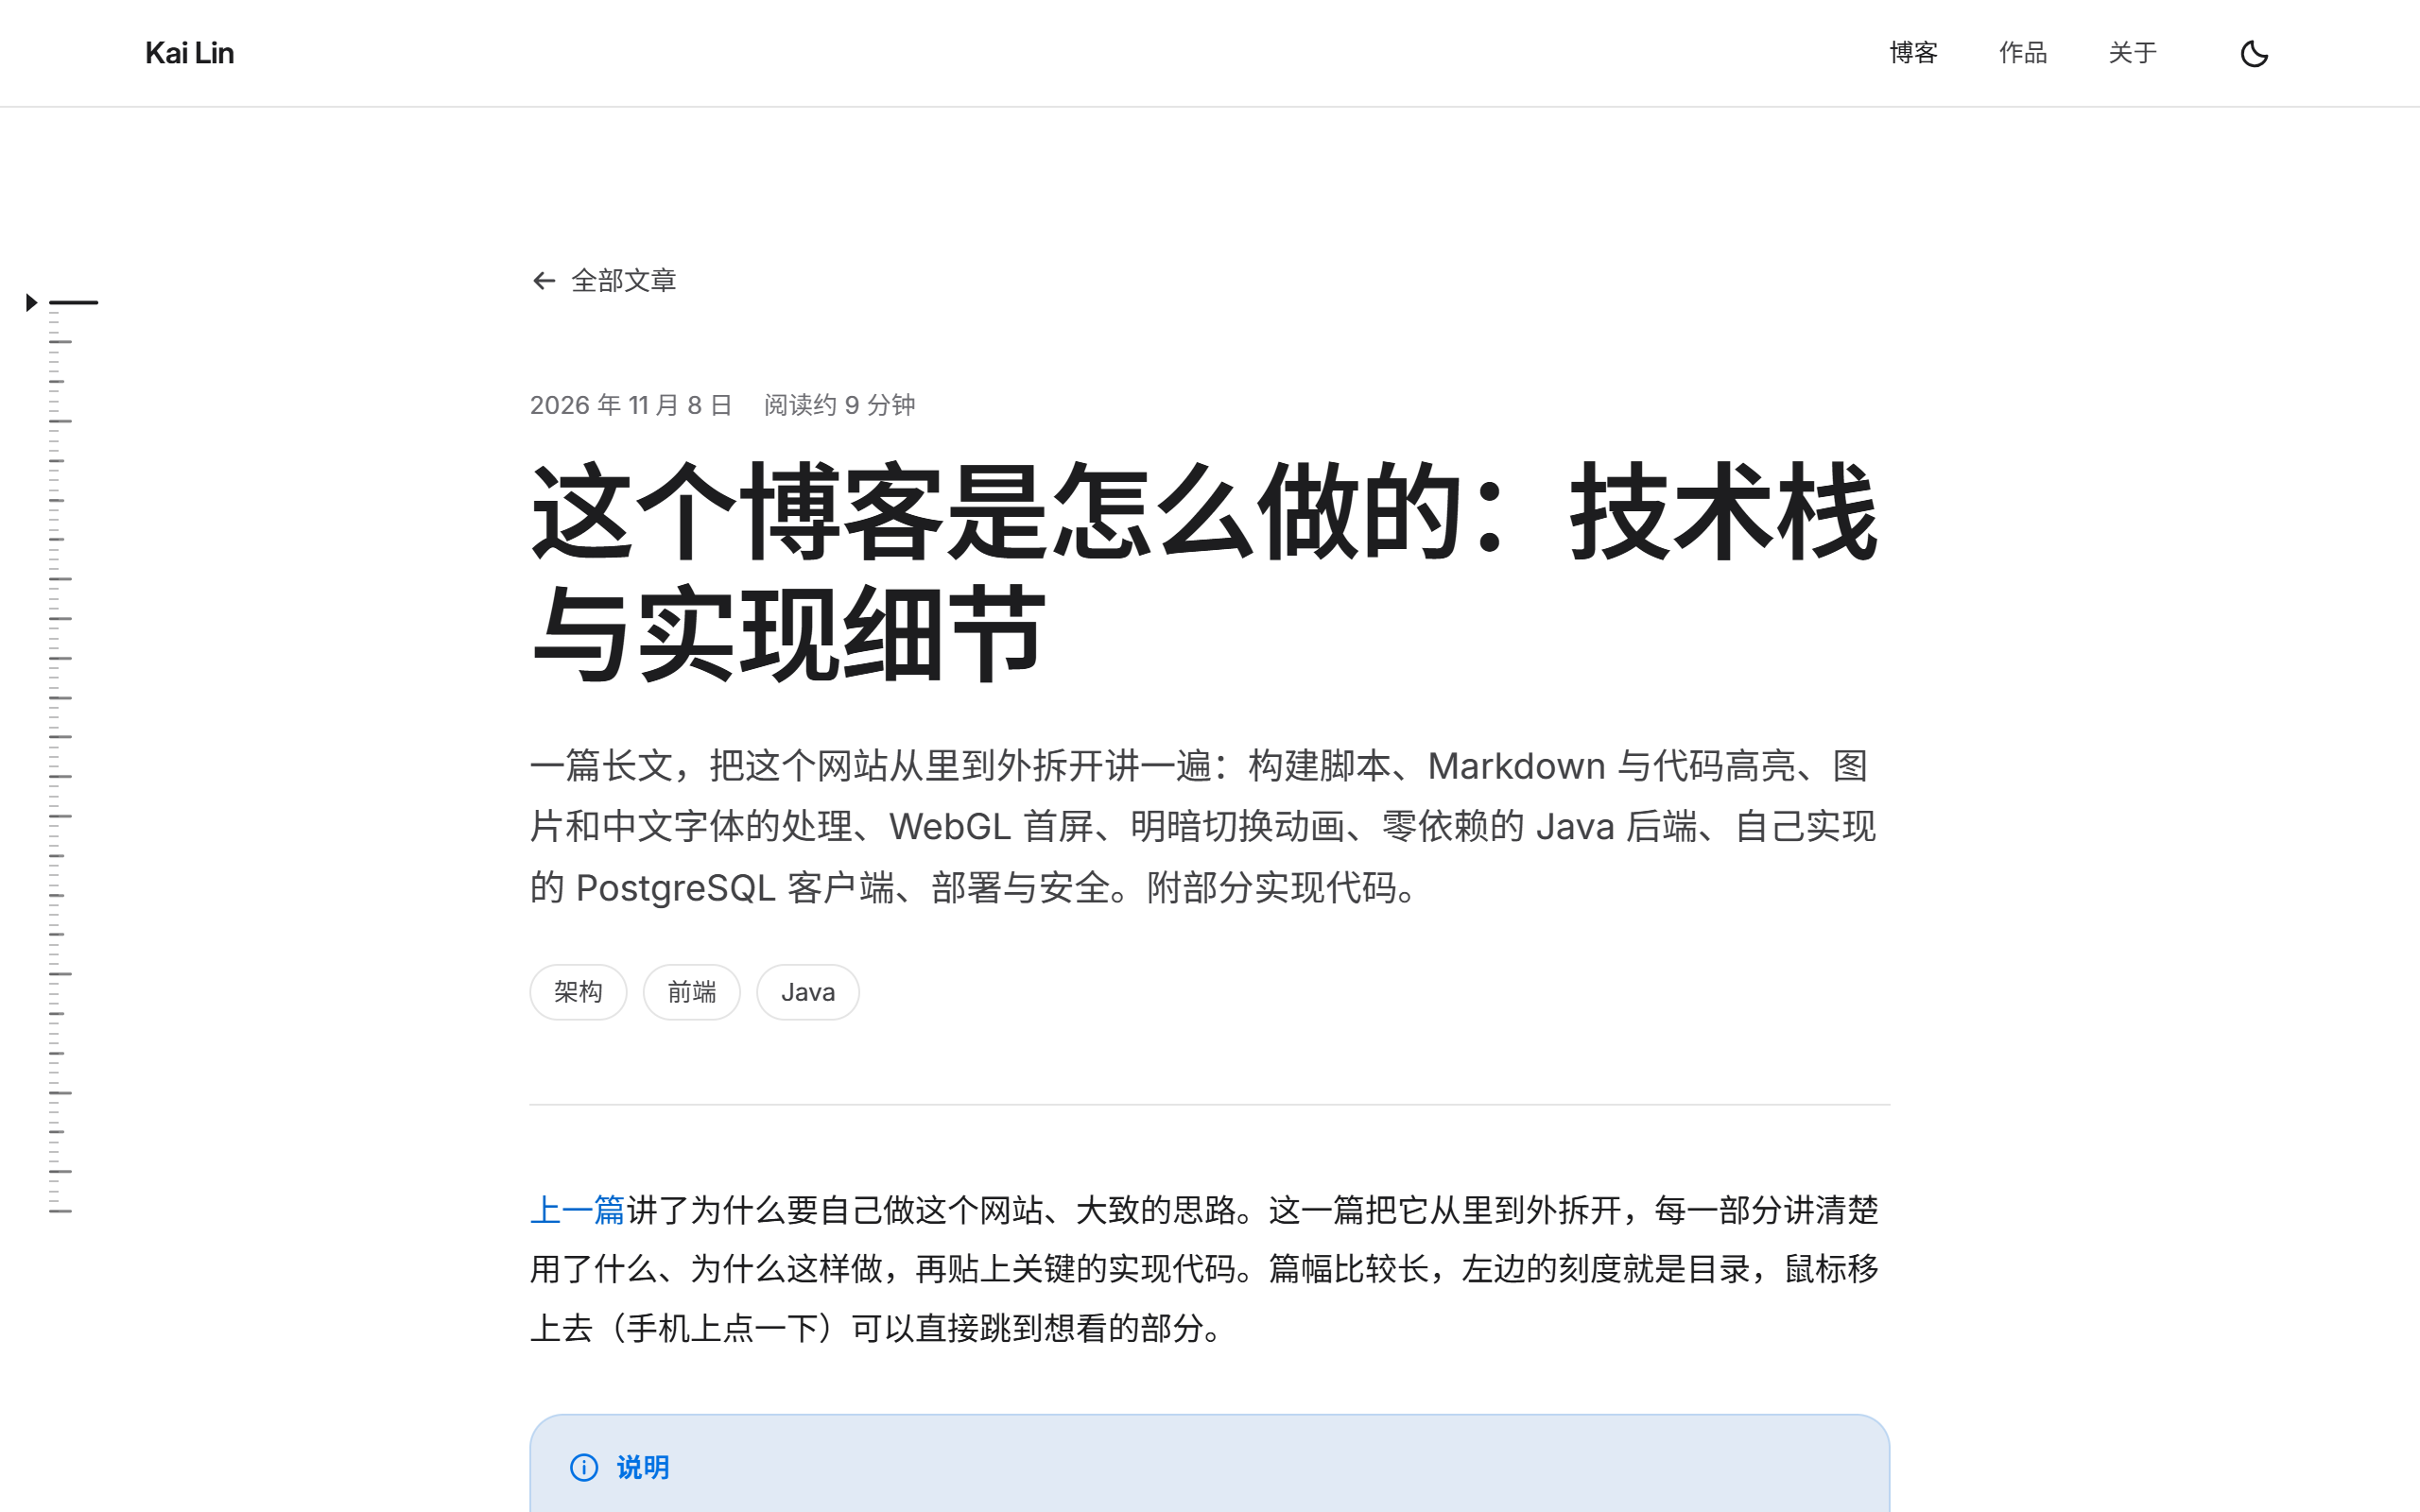 Kai Lin
博客
作品
关于
全部文章
2026 年 11 月 8 日 阅读约 9 分钟
这个博客是怎么做的：技术栈
与实现细节
一篇长文，把这个网站从里到外拆开讲一遍：构建脚本、Markdown 与代码高亮、图
片和中文字体的处理、WebGL 首屏、明暗切换动画、零依赖的 Java 后端、自己实现
的 PostgreSQL 客户端、部署与安全。附部分实现代码。
架构
前端
Java
上一篇讲了为什么要自己做这个网站、大致的思路。这一篇把它从里到外拆开，每一部分讲清楚
用了什么、为什么这样做，再贴上关键的实现代码。篇幅比较长，左边的刻度就是目录，鼠标移
上去（手机上点一下）可以直接跳到想看的部分。
说明